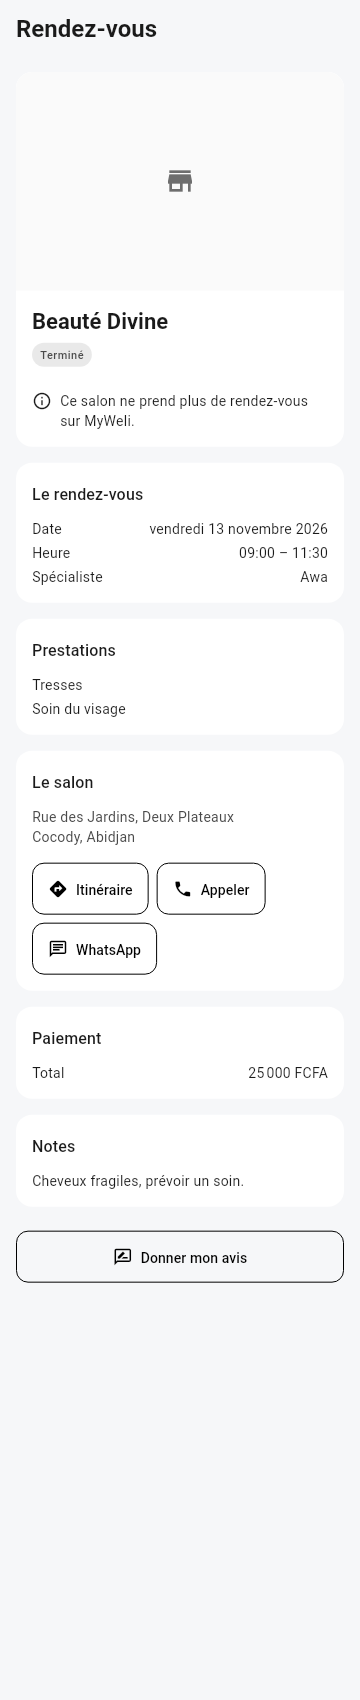 Rendez-vous
Beauté Divine
Terminé
Ce salon ne prend plus de rendez-vous
sur MyWeli.
Le rendez-vous
Date vendredi 13 novembre 2026
Heure 09:00 – 11:30
Spécialiste Awa
Prestations
Tresses
Soin du visage
Le salon
Rue des Jardins, Deux Plateaux
Cocody, Abidjan
Itinéraire Appeler
WhatsApp
Paiement
Total 25 000 FCFA
Notes
Cheveux fragiles, prévoir un soin.
Donner mon avis